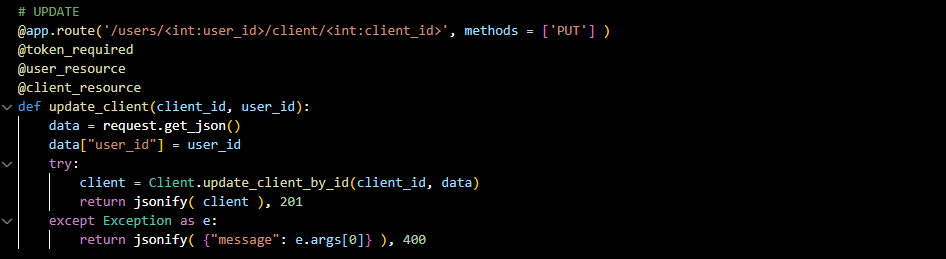 # UPDATE
@app.route('/users/<int:user_id>/client/<int:client_id>', methods = ['PUT'] )
@token_required
@user_resource
@client_resource
def update_client(client_id, user_id):
    data = request.get_json()
    data["user_id"] = user_id
    try:
        client = Client.update_client_by_id(client_id, data)
        return jsonify( client ), 201
    except Exception as e:
        return jsonify( {"message": e.args[0]} ), 400